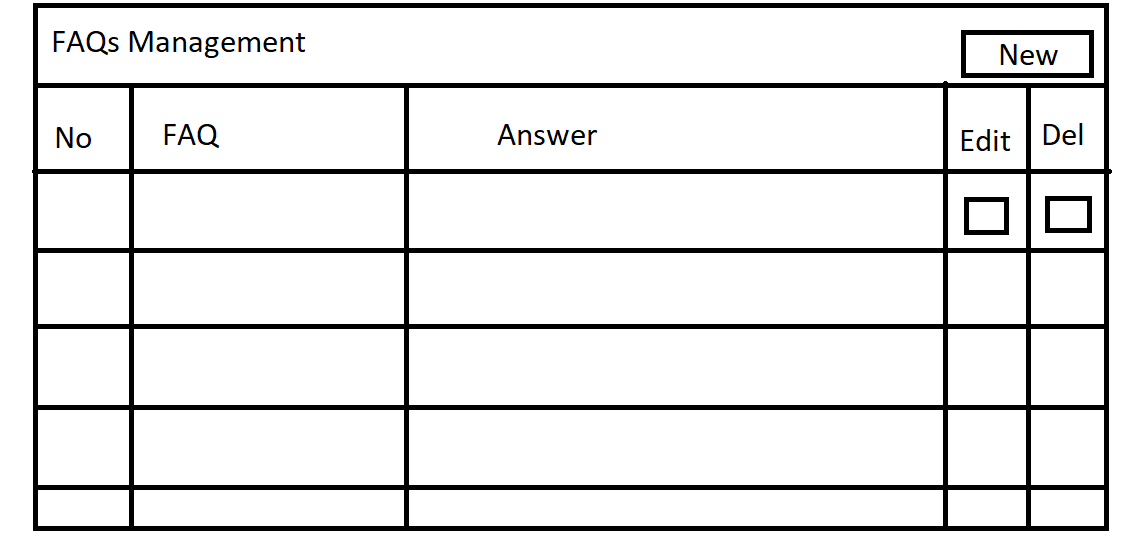 FAQs Management
New
No FAQ Answer Edit Del